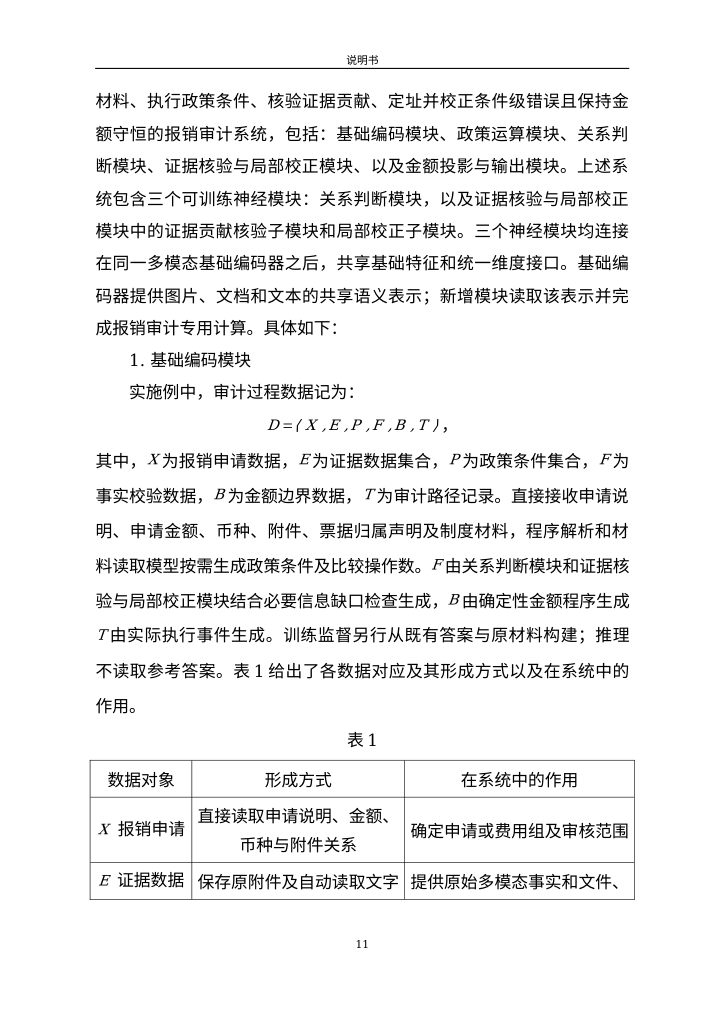 说明书
材料、执行政策条件、核验证据贡献、定址并校正条件级错误且保持金
额守恒的报销审计系统，包括：基础编码模块、政策运算模块、关系判
断模块、证据核验与局部校正模块、以及金额投影与输出模块。上述系
统包含三个可训练神经模块：关系判断模块，以及证据核验与局部校正
模块中的证据贡献核验子模块和局部校正子模块。三个神经模块均连接
在同一多模态基础编码器之后，共享基础特征和统一维度接口。基础编
码器提供图片、文档和文本的共享语义表示；新增模块读取该表示并完
成报销审计专用计算。具体如下：
1. 基础编码模块
实施例中，审计过程数据记为：
D=( X ,E ,P ,F ,B ,T )，
其中，X 为报销申请数据，E 为证据数据集合，P 为政策条件集合，F 为
事实校验数据，B 为金额边界数据，T 为审计路径记录。直接接收申请说
明、申请金额、币种、附件、票据归属声明及制度材料，程序解析和材
料读取模型按需生成政策条件及比较操作数。F 由关系判断模块和证据核
验与局部校正模块结合必要信息缺口检查生成，B 由确定性金额程序生成
T 由实际执行事件生成。训练监督另行从既有答案与原材料构建；推理
不读取参考答案。表 1 给出了各数据对应及其形成方式以及在系统中的
作用。
表 1
数据对象 形成方式 在系统中的作用
X 报销申请 直接读取申请说明、金额、
币种与附件关系 确定申请或费用组及审核范围
E 证据数据 保存原附件及自动读取文字 提供原始多模态事实和文件、
11